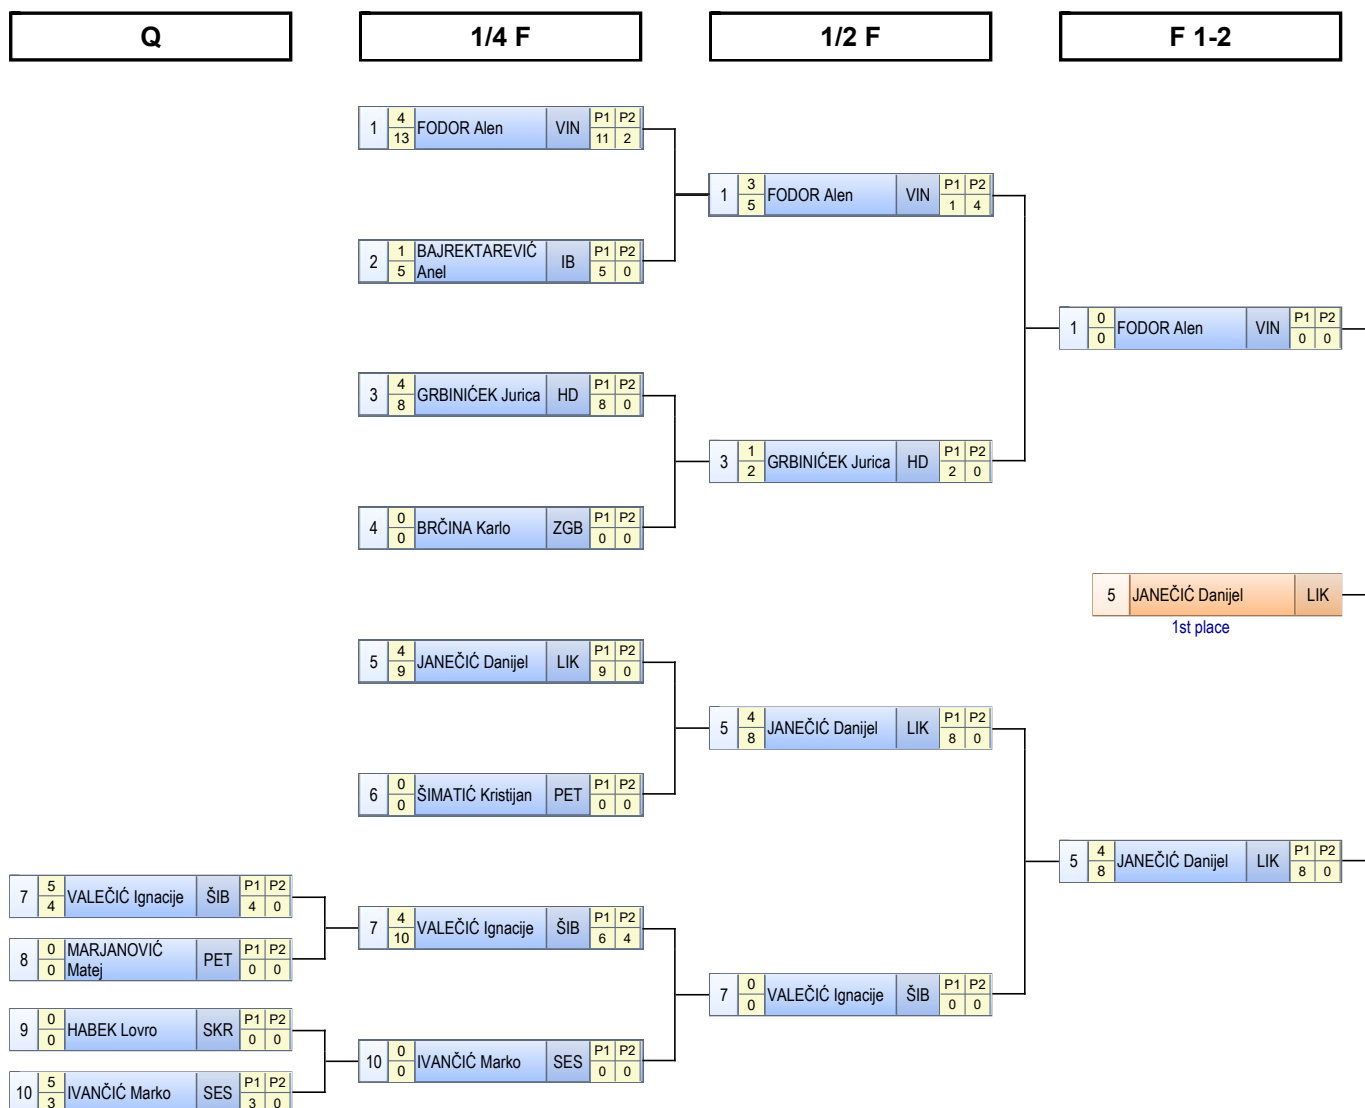 Q
1/4 F
1/2 F
F 1-2
1 4 13 FODOR Alen VIN P1 P2 11 2
2 1 5 BAJREKTAREVIĆ Anel IB P1 P2 5 0
3 4 8 GRBINIĆEK Jurica HD P1 P2 8 0
4 0 0 BRČINA Karlo ZGB P1 P2 0 0
5 4 9 JANEČIĆ Danijel LIK P1 P2 9 0
6 0 0 ŠIMATIĆ Kristijan PET P1 P2 0 0
7 5 4 VALEČIĆ Ignacije ŠIB P1 P2 4 0
8 0 0 MARJANOVIĆ Matej PET P1 P2 0 0
9 0 0 HABEK Lovro SKR P1 P2 0 0
10 5 3 IVANČIĆ Marko SES P1 P2 3 0
7 4 10 VALEČIĆ Ignacije ŠIB P1 P2 6 4
10 0 0 IVANČIĆ Marko SES P1 P2 0 0
1 3 5 FODOR Alen VIN P1 P2 1 4
3 1 2 GRBINIĆEK Jurica HD P1 P2 2 0
5 4 8 JANEČIĆ Danijel LIK P1 P2 8 0
7 0 0 VALEČIĆ Ignacije ŠIB P1 P2 0 0
1 0 0 FODOR Alen VIN P1 P2 0 0
5 JANEČIĆ Danijel LIK
1st place
5 4 8 JANEČIĆ Danijel LIK P1 P2 8 0